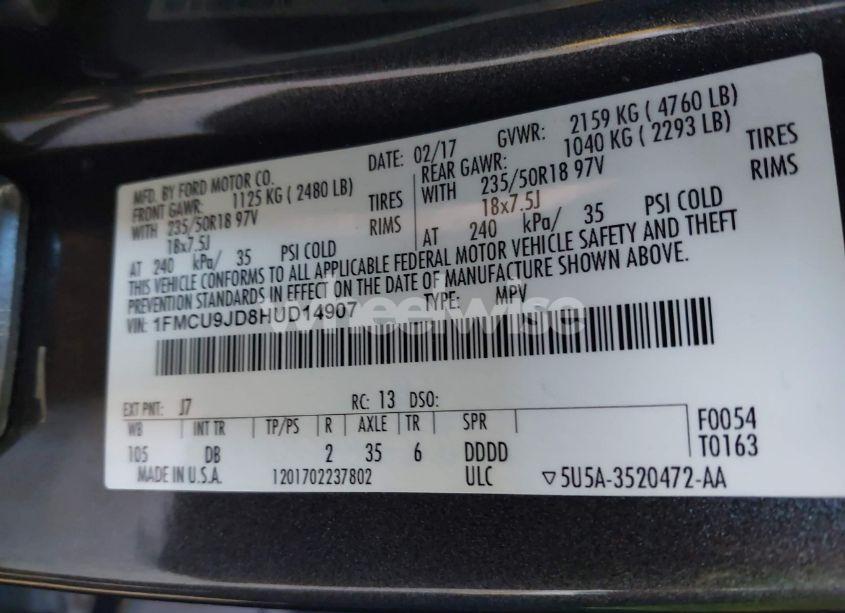 MFD. BY FORD MOTOR CO. DATE: 02/17 GVWR: 2159 KG ( 4760 LB)
FRONT GAWR: 1125 KG ( 2480 LB) REAR GAWR: 1040 KG ( 2293 LB)
WITH 235/50R18 97V TIRES WITH 235/50R18 97V TIRES
18x7.5J RIMS 18x7.5J RIMS
AT 240 kPa/ 35 PSI COLD AT 240 kPa/ 35 PSI COLD
THIS VEHICLE CONFORMS TO ALL APPLICABLE FEDERAL MOTOR VEHICLE SAFETY AND THEFT
PREVENTION STANDARDS IN EFFECT ON THE DATE OF MANUFACTURE SHOWN ABOVE.
VIN: 1FMCU9JD8HUD14907 TYPE: MPV
wheelwise
EXT PNT: J7 RC: 13 DSO:
WB INT TR TP/PS R AXLE TR SPR F0054
105 DB 2 35 6 DDDD T0163
MADE IN U.S.A. 1201702237802 ULC ▽5U5A-3520472-AA